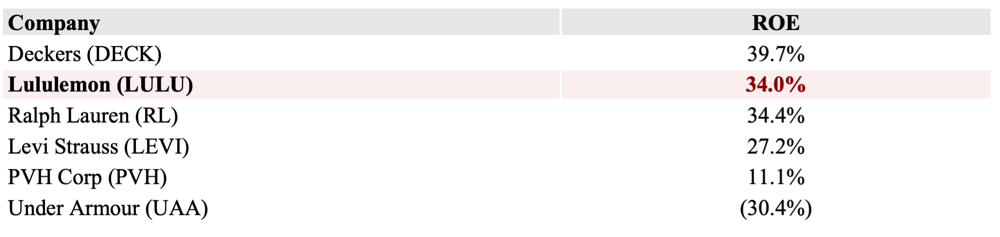 Company ROE
Deckers (DECK) 39.7%
Lululemon (LULU) 34.0%
Ralph Lauren (RL) 34.4%
Levi Strauss (LEVI) 27.2%
PVH Corp (PVH) 11.1%
Under Armour (UAA) (30.4%)